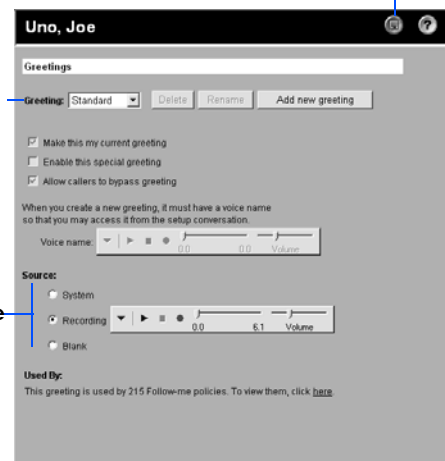 Uno, Joe
Greetings
Greeting: Standard Delete Rename Add new greeting
Make this my current greeting
Enable this special greeting
Allow callers to bypass greeting
When you create a new greeting, it must have a voice name
so that you may access it from the setup conversation.
Voice name: 0.0 0.0 Volume
Source:
System
e
Recording 0.0 6.1 Volume
Blank
Used By:
This greeting is used by 215 Follow-me policies. To view them, click here.